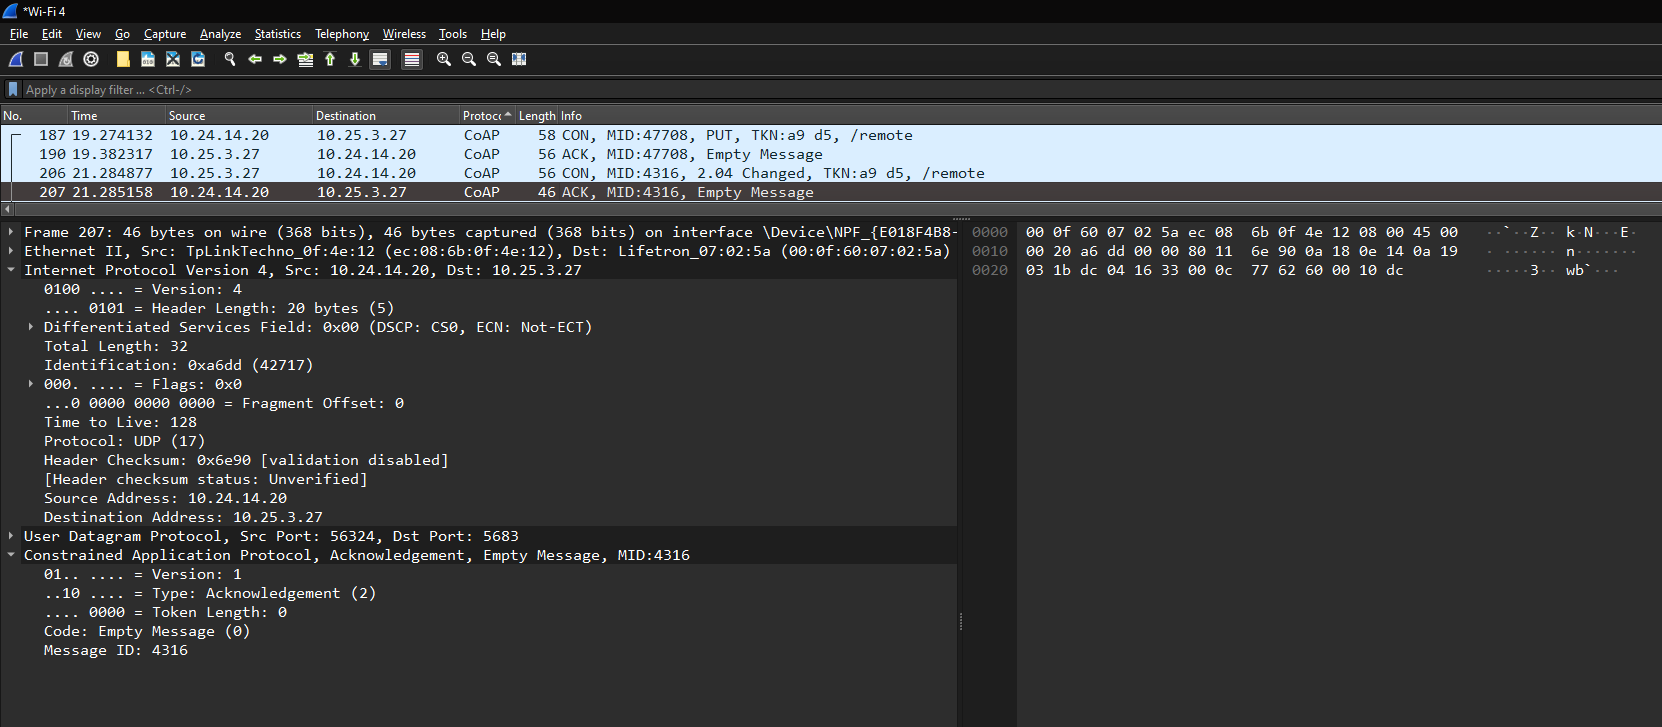 *Wi-Fi 4
File Edit View Go Capture Analyze Statistics Telephony Wireless Tools Help
Apply a display filter ... <Ctrl-/>
No. Time Source Destination Protoc Length Info
187 19.274132 10.24.14.20 10.25.3.27 CoAP 58 CON, MID:47708, PUT, TKN:a9 d5, /remote
190 19.382317 10.25.3.27 10.24.14.20 CoAP 56 ACK, MID:47708, Empty Message
206 21.284877 10.25.3.27 10.24.14.20 CoAP 56 CON, MID:4316, 2.04 Changed, TKN:a9 d5, /remote
207 21.285158 10.24.14.20 10.25.3.27 CoAP 46 ACK, MID:4316, Empty Message
Frame 207: 46 bytes on wire (368 bits), 46 bytes captured (368 bits) on interface \Device\NPF_{E018F4B8-
Ethernet II, Src: TpLinkTechno_0f:4e:12 (ec:08:6b:0f:4e:12), Dst: Lifetron_07:02:5a (00:0f:60:07:02:5a)
Internet Protocol Version 4, Src: 10.24.14.20, Dst: 10.25.3.27
0100 .... = Version: 4
.... 0101 = Header Length: 20 bytes (5)
Differentiated Services Field: 0x00 (DSCP: CS0, ECN: Not-ECT)
Total Length: 32
Identification: 0xa6dd (42717)
000. .... = Flags: 0x0
...0 0000 0000 0000 = Fragment Offset: 0
Time to Live: 128
Protocol: UDP (17)
Header Checksum: 0x6e90 [validation disabled]
[Header checksum status: Unverified]
Source Address: 10.24.14.20
Destination Address: 10.25.3.27
User Datagram Protocol, Src Port: 56324, Dst Port: 5683
Constrained Application Protocol, Acknowledgement, Empty Message, MID:4316
01.. .... = Version: 1
..10 .... = Type: Acknowledgement (2)
.... 0000 = Token Length: 0
Code: Empty Message (0)
Message ID: 4316
0000 00 0f 60 07 02 5a ec 08 6b 0f 4e 12 08 00 45 00 ··`··Z·· k·N···E·
0010 00 20 a6 dd 00 00 80 11 6e 90 0a 18 0e 14 0a 19 · ······ n·······
0020 03 1b dc 04 16 33 00 0c 77 62 60 00 10 dc ·····3·· wb`···